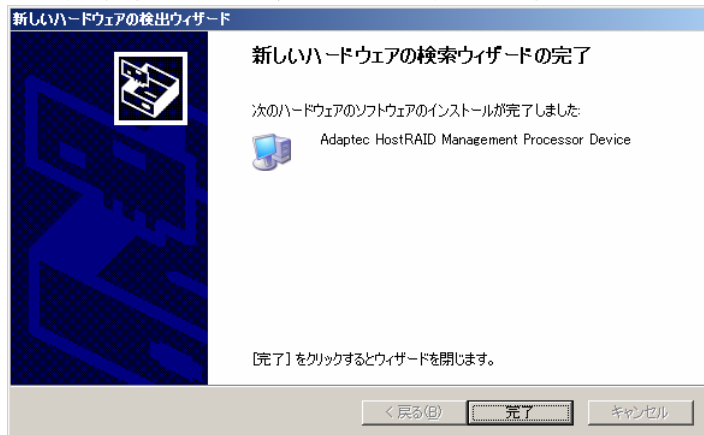 新しいハードウェアの検出ウィザード
新しいハードウェアの検索ウィザードの完了
次のハードウェアのソフトウェアのインストールが完了しました:
Adaptec HostRAID Management Processor Device
[完了] をクリックするとウィザードを閉じます。
< 戻る(B)
完了
キャンセル